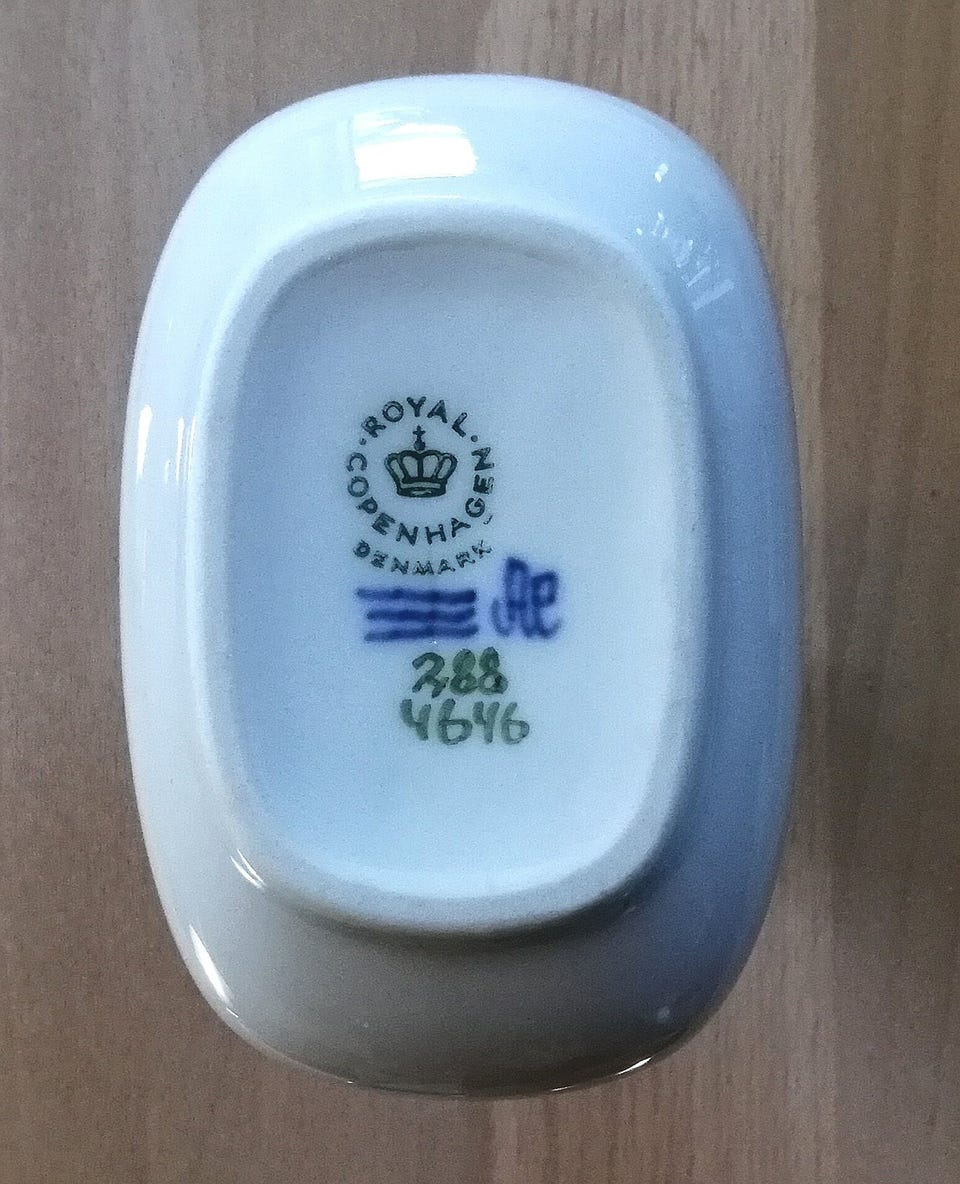 ROYAL
COPENHAGEN
DENMARK
288
4646